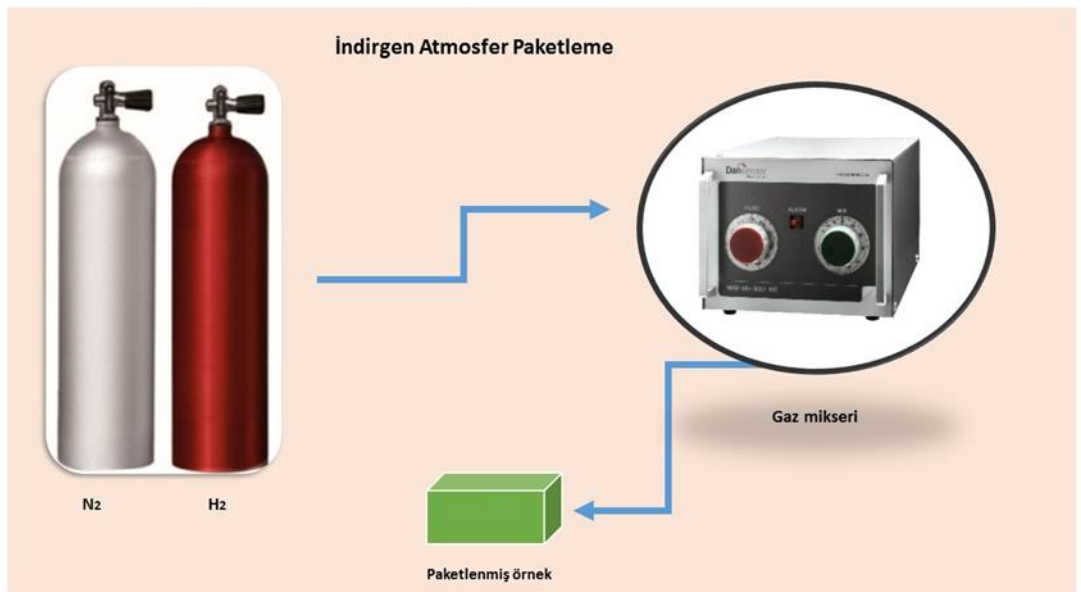 İndirgen Atmosfer Paketleme
Gaz mikseri
N2
H2
Paketlenmiş örnek